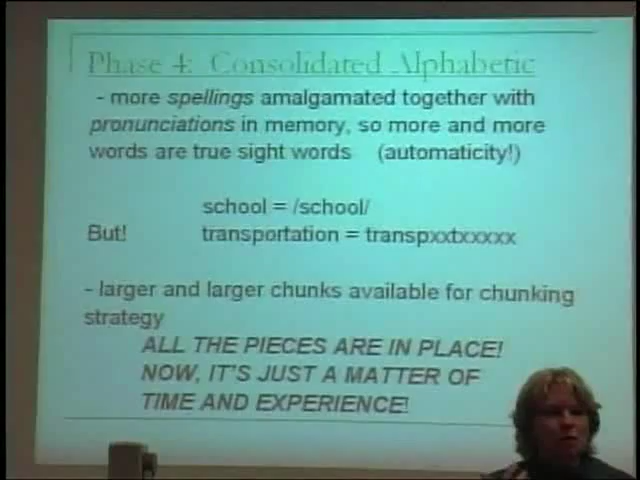 Phase 4: Consolidated Alphabetic
- more spellings amalgamated together with
pronunciations in memory, so more and more
words are true sight words (automaticity!)
school = /school/
But! transportation = transpxxtxxxxx
- larger and larger chunks available for chunking
strategy
ALL THE PIECES ARE IN PLACE!
NOW, IT'S JUST A MATTER OF
TIME AND EXPERIENCE!